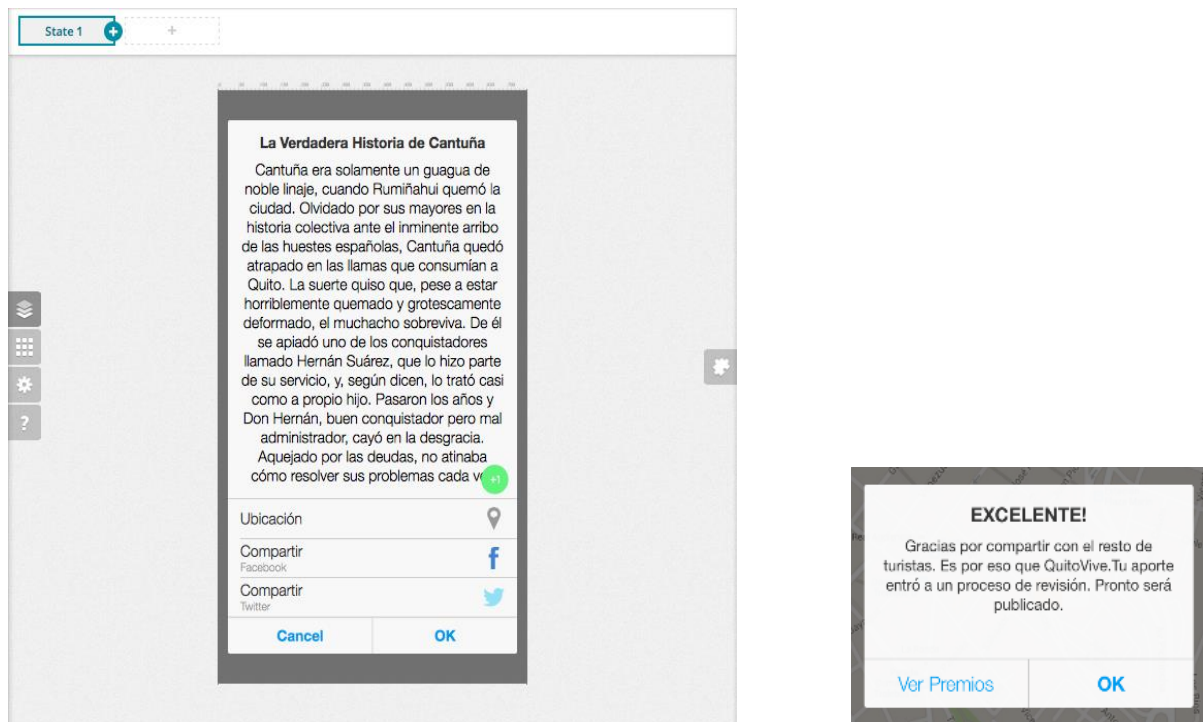 State 1
La Verdadera Historia de Cantuña
Cantuña era solamente un guagua de
noble linaje, cuando Rumiñahui quemó la
ciudad. Olvidado por sus mayores en la
historia colectiva ante el inminente arribo
de las huestes españolas, Cantuña quedó
atrapado en las llamas que consumían a
Quito. La suerte quiso que, pese a estar
horriblemente quemado y grotescamente
deformado, el muchacho sobreviva. De él
se apiadó uno de los conquistadores
llamado Hernán Suárez, que lo hizo parte
de su servicio, y, según dicen, lo trató casi
como a propio hijo. Pasaron los años y
Don Hernán, buen conquistador pero mal
administrador, cayó en la desgracia.
Aquejado por las deudas, no atinaba
cómo resolver sus problemas cada
+1
Ubicación
Compartir
Facebook
Compartir
Twitter
Cancel OK
EXCELENTE!
Gracias por compartir con el resto de
turistas. Es por eso que QuitoVive.Tu aporte
entró a un proceso de revisión. Pronto será
publicado.
Ver Premios OK